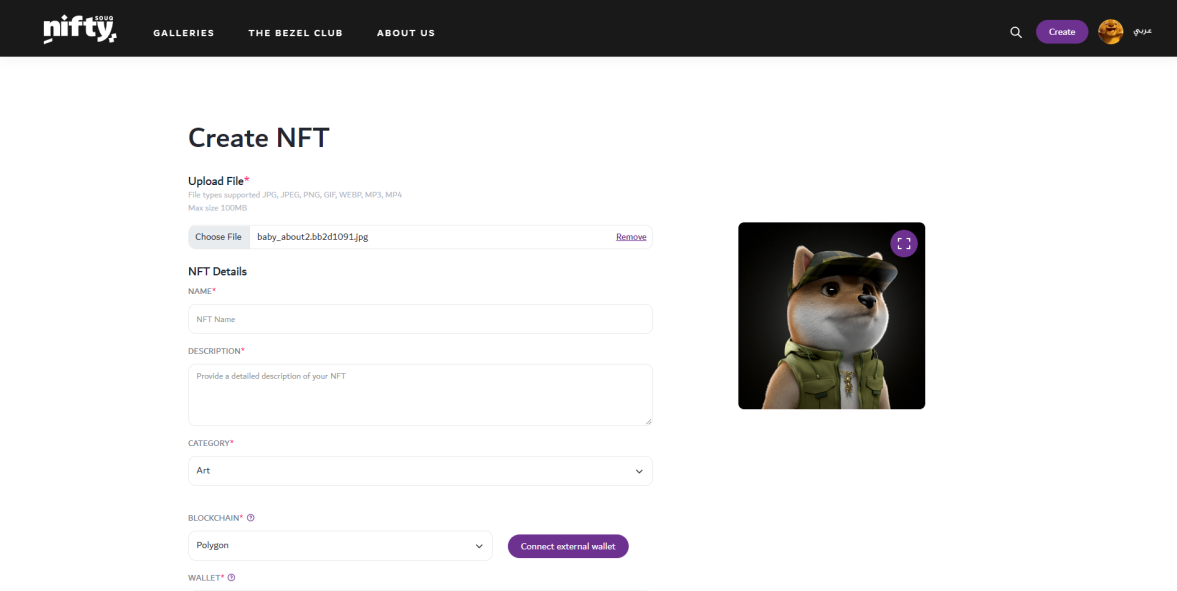 nifty
SOUQ
GALLERIES
THE BEZEL CLUB
ABOUT US
Create
عربي
Create NFT
Upload File*
File types supported JPG, JPEG, PNG, GIF, WEBP, MP3, MP4
Max size 100MB
Choose File
baby_about2.bb2d1091.jpg
Remove
NFT Details
NAME*
NFT Name
DESCRIPTION*
Provide a detailed description of your NFT
CATEGORY*
Art
BLOCKCHAIN* ?
Polygon
Connect external wallet
WALLET* ?